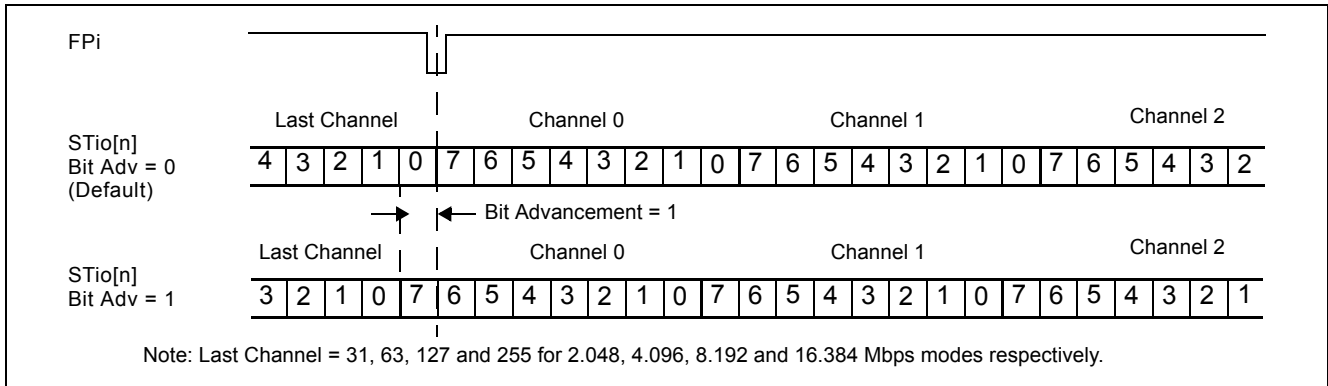 FPi
Last Channel Channel 0 Channel 1 Channel 2
STio[n]
Bit Adv = 0
(Default)
4 3 2 1 0 7 6 5 4 3 2 1 0 7 6 5 4 3 2 1 0 7 6 5 4 3 2
Bit Advancement = 1
Last Channel Channel 0 Channel 1 Channel 2
STio[n]
Bit Adv = 1
3 2 1 0 7 6 5 4 3 2 1 0 7 6 5 4 3 2 1 0 7 6 5 4 3 2 1
Note: Last Channel = 31, 63, 127 and 255 for 2.048, 4.096, 8.192 and 16.384 Mbps modes respectively.